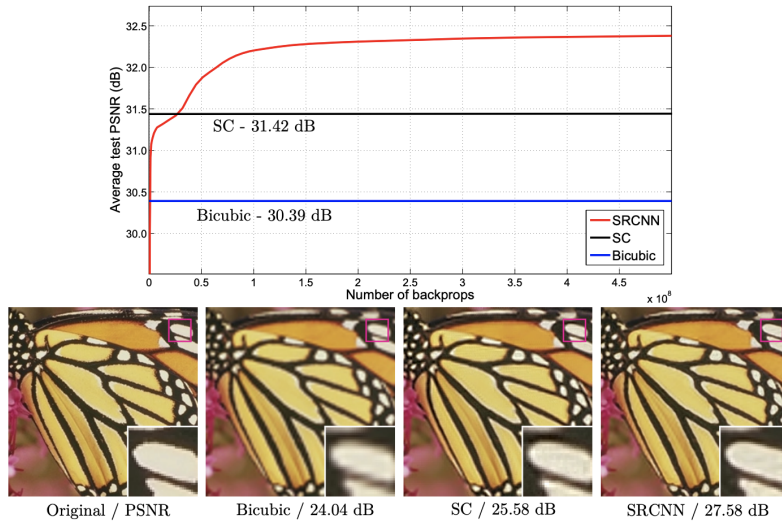 32.5
32.0
31.5
31.0
30.5
30.0
Average test PSNR (dB)
SC - 31.42 dB
Bicubic - 30.39 dB
SRCNN
SC
Bicubic
0 0.5 1 1.5 2 2.5 3 3.5 4 4.5
Number of backprops
x 10⁸
Original / PSNR
Bicubic / 24.04 dB
SC / 25.58 dB
SRCNN / 27.58 dB